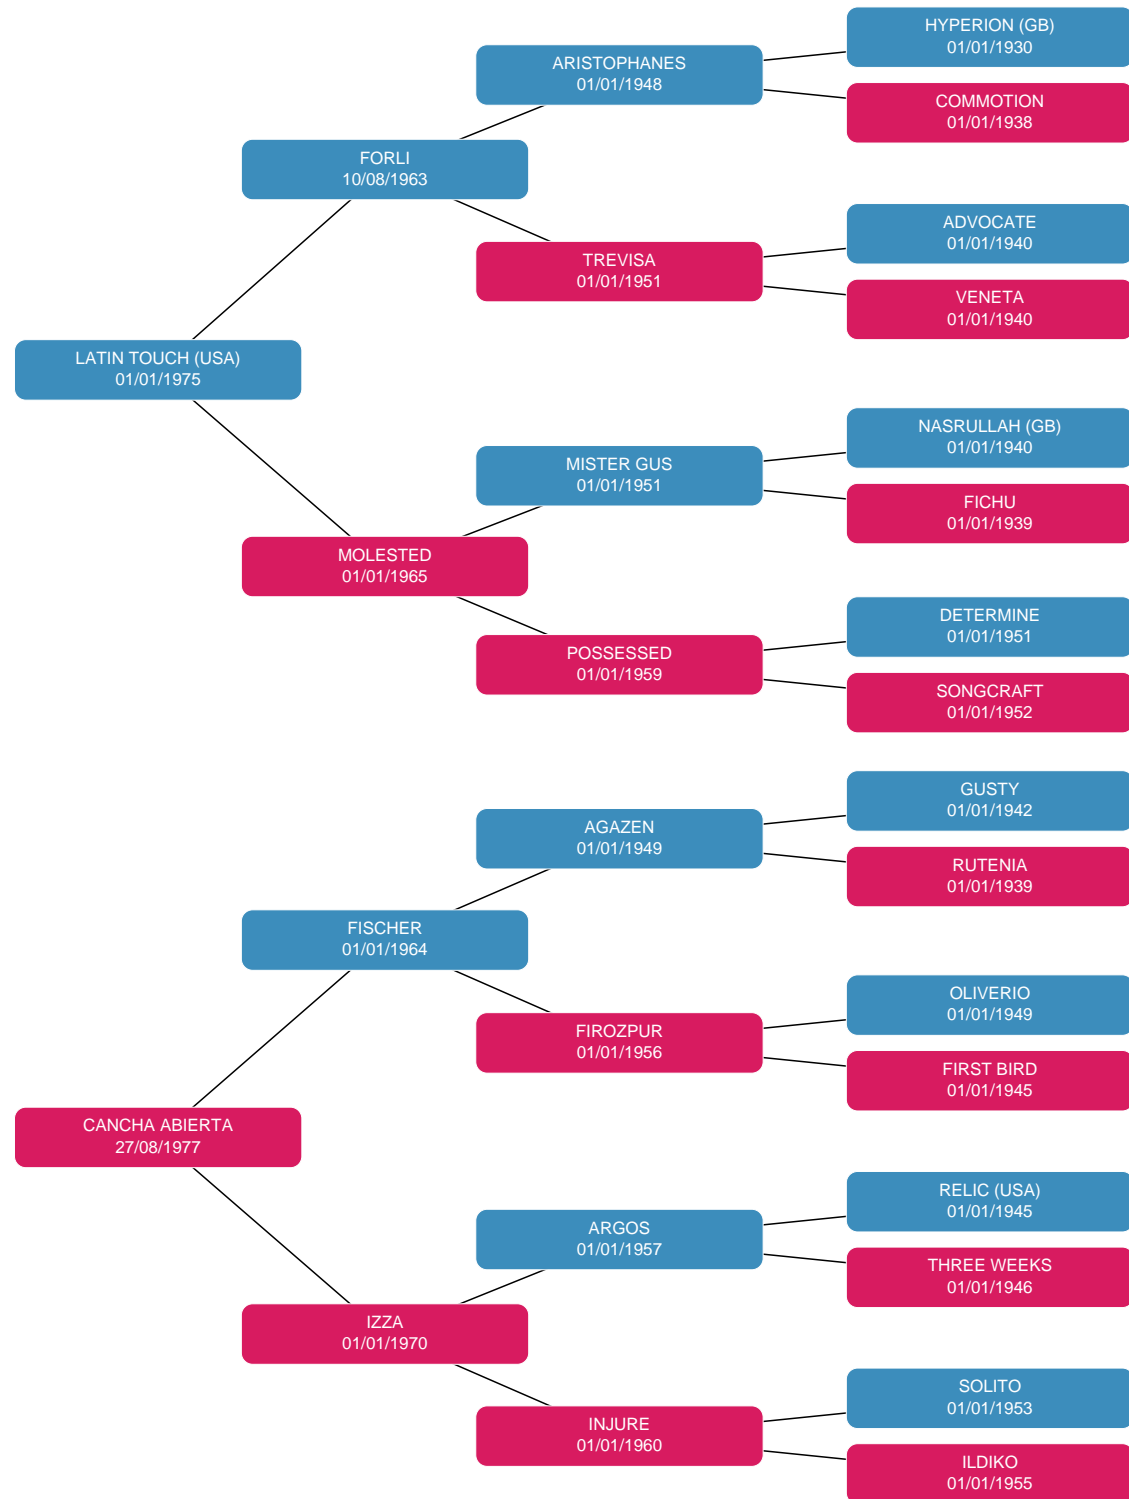 HYPERION (GB)
01/01/1930
ARISTOPHANES
01/01/1948
COMMOTION
01/01/1938
FORLI
10/08/1963
ADVOCATE
01/01/1940
TREVISA
01/01/1951
VENETA
01/01/1940
LATIN TOUCH (USA)
01/01/1975
NASRULLAH (GB)
01/01/1940
MISTER GUS
01/01/1951
FICHU
01/01/1939
MOLESTED
01/01/1965
DETERMINE
01/01/1951
POSSESSED
01/01/1959
SONGCRAFT
01/01/1952
GUSTY
01/01/1942
AGAZEN
01/01/1949
RUTENIA
01/01/1939
FISCHER
01/01/1964
OLIVERIO
01/01/1949
FIROZPUR
01/01/1956
FIRST BIRD
01/01/1945
CANCHA ABIERTA
27/08/1977
RELIC (USA)
01/01/1945
ARGOS
01/01/1957
THREE WEEKS
01/01/1946
IZZA
01/01/1970
SOLITO
01/01/1953
INJURE
01/01/1960
ILDIKO
01/01/1955